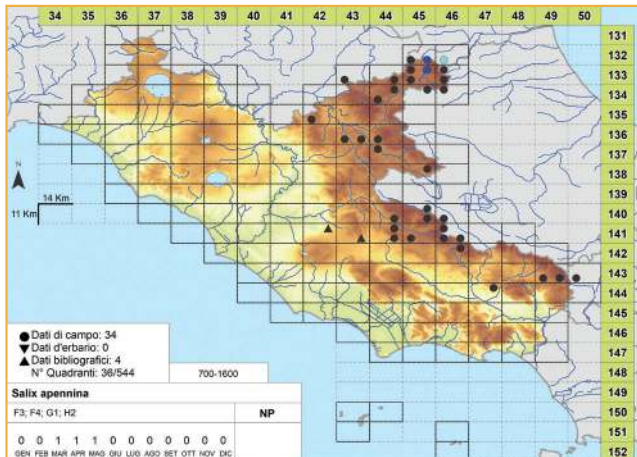 34 35 36 37 38 39 40 41 42 43 44 45 46 47 48 49 50
131
132
133
134
135
136
137
138
139
140
141
142
143
144
145
146
147
148
149
150
151
152
N
14 Km
11 Km
Dati di campo: 34
Dati d'erbario: 0
Dati bibliografici: 4
N° Quadranti: 36/544 700-1600
Salix apennina
F3; F4; G1; H2 NP
0 0 1 1 1 0 0 0 0 0 0 0
GEN FEB MAR APR MAG GIU LUG AGO SET OTT NOV DIC